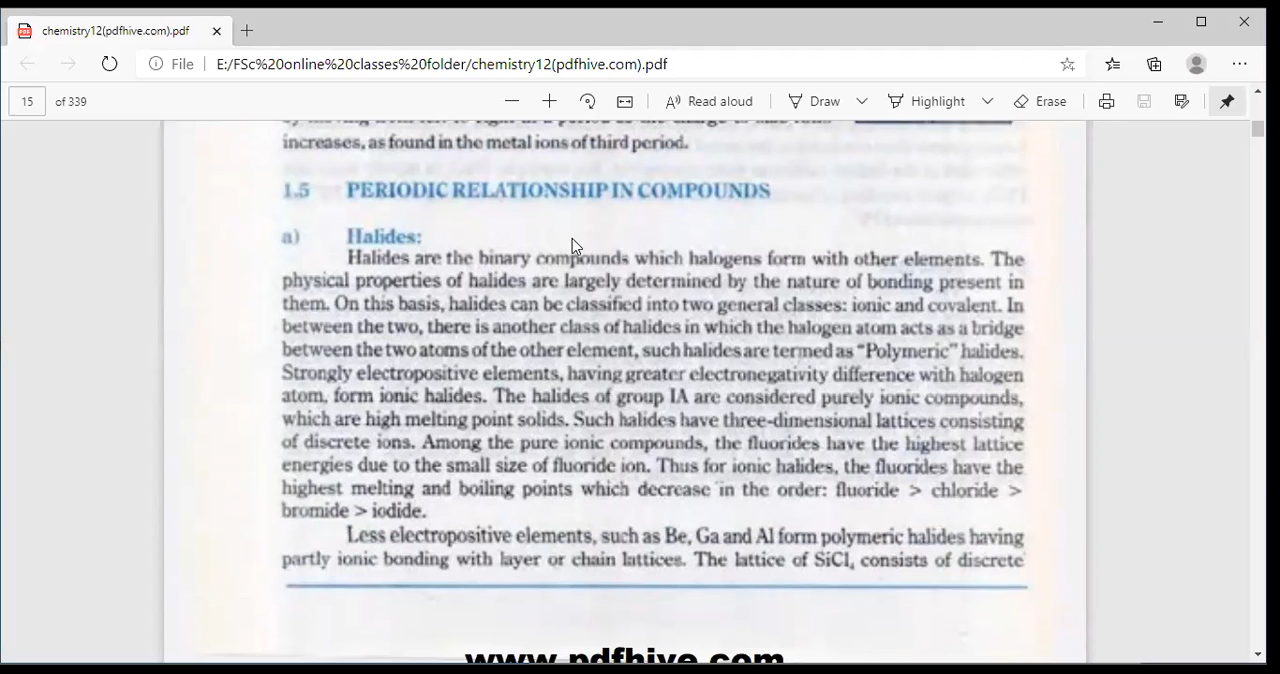 chemistry12(pdfhive.com).pdf
File E:/FSc%20online%20classes%20folder/chemistry12(pdfhive.com).pdf
15 of 339 Read aloud Draw Highlight Erase
increases, as found in the metal ions of third period.
1.5 PERIODIC RELATIONSHIP IN COMPOUNDS
a) Halides:
Halides are the binary compounds which halogens form with other elements. The
physical properties of halides are largely determined by the nature of bonding present in
them. On this basis, halides can be classified into two general classes: ionic and covalent. In
between the two, there is another class of halides in which the halogen atom acts as a bridge
between the two atoms of the other element, such halides are termed as “Polymeric” halides.
Strongly electropositive elements, having greater electronegativity difference with halogen
atom, form ionic halides. The halides of group IA are considered purely ionic compounds,
which are high melting point solids. Such halides have three-dimensional lattices consisting
of discrete ions. Among the pure ionic compounds, the fluorides have the highest lattice
energies due to the small size of fluoride ion. Thus for ionic halides, the fluorides have the
highest melting and boiling points which decrease in the order: fluoride > chloride >
bromide > iodide.
Less electropositive elements, such as Be, Ga and Al form polymeric halides having
partly ionic bonding with layer or chain lattices. The lattice of SiCl₄ consists of discrete
www.pdfhive.com